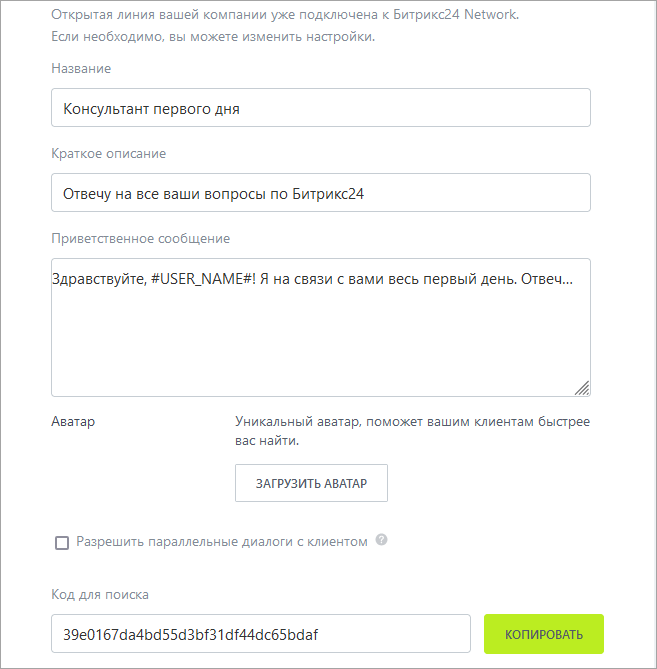 Открытая линия вашей компании уже подключена к Битрикс24 Network.
Если необходимо, вы можете изменить настройки.
Название
Консультант первого дня
Краткое описание
Отвечу на все ваши вопросы по Битрикс24
Приветственное сообщение
Здравствуйте, #USER_NAME#! Я на связи с вами весь первый день. Отвеч...
Аватар
Уникальный аватар, поможет вашим клиентам быстрее
вас найти.
ЗАГРУЗИТЬ АВАТАР
Разрешить параллельные диалоги с клиентом ?
Код для поиска
39e0167da4bd55d3bf31df44dc65bdaf
КОПИРОВАТЬ